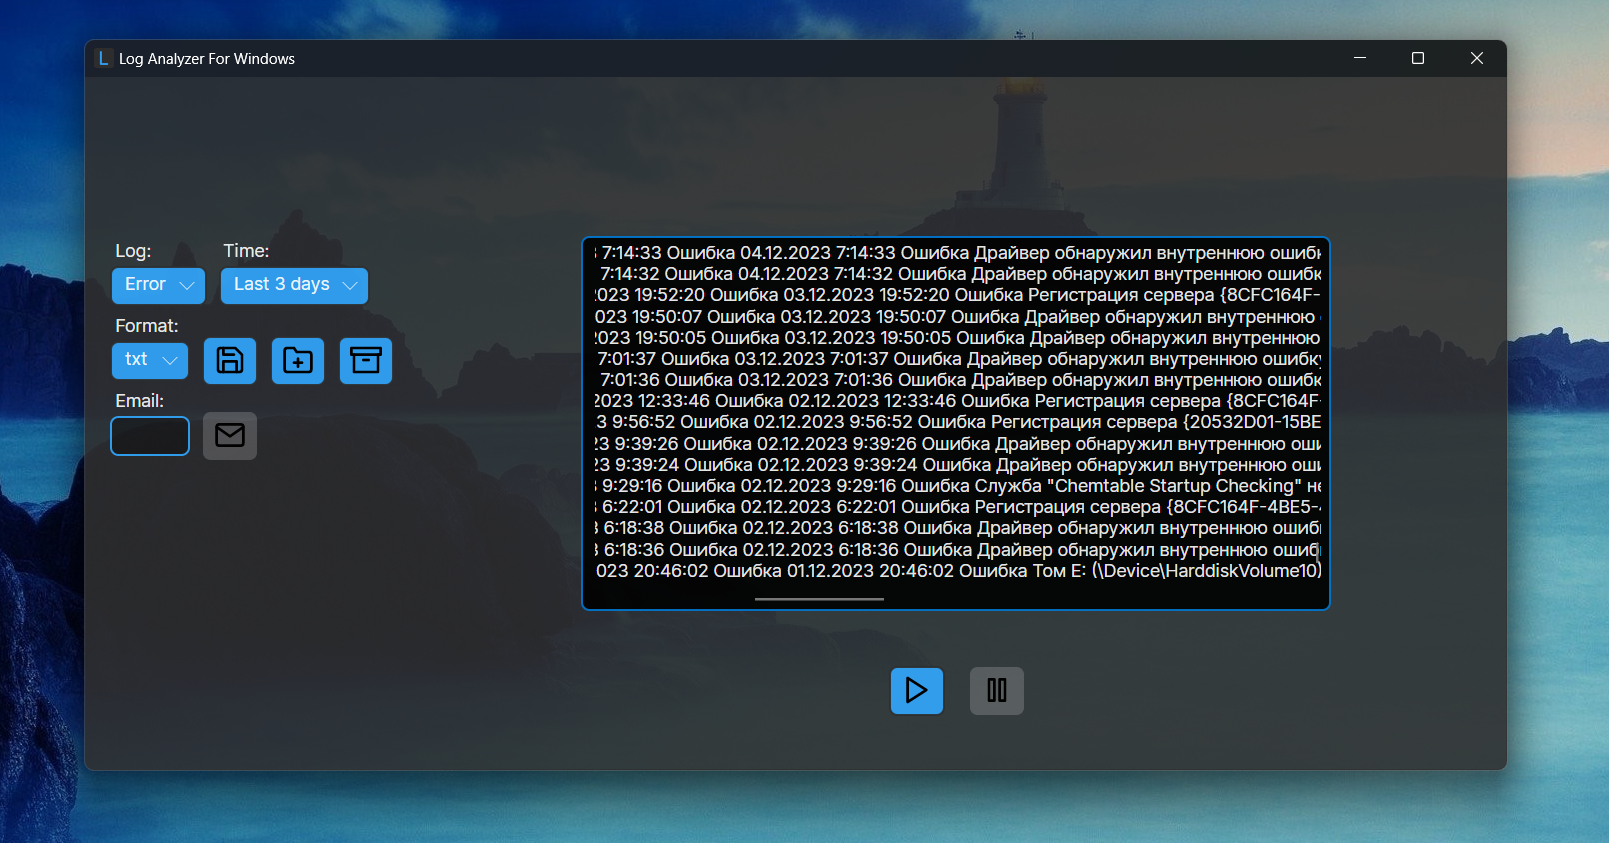 L Log Analyzer For Windows
Log: Time:
Error Last 3 days
Format:
txt
Email:
7:14:33 Ошибка 04.12.2023 7:14:33 Ошибка Драйвер обнаружил внутреннюю ошибк
7:14:32 Ошибка 04.12.2023 7:14:32 Ошибка Драйвер обнаружил внутреннюю ошибк
2023 19:52:20 Ошибка 03.12.2023 19:52:20 Ошибка Регистрация сервера {8CFC164F-
023 19:50:07 Ошибка 03.12.2023 19:50:07 Ошибка Драйвер обнаружил внутреннюю
2023 19:50:05 Ошибка 03.12.2023 19:50:05 Ошибка Драйвер обнаружил внутреннюю
7:01:37 Ошибка 03.12.2023 7:01:37 Ошибка Драйвер обнаружил внутреннюю ошибку
7:01:36 Ошибка 03.12.2023 7:01:36 Ошибка Драйвер обнаружил внутреннюю ошибк
2023 12:33:46 Ошибка 02.12.2023 12:33:46 Ошибка Регистрация сервера {8CFC164F-
3 9:56:52 Ошибка 02.12.2023 9:56:52 Ошибка Регистрация сервера {20532D01-15BE
23 9:39:26 Ошибка 02.12.2023 9:39:26 Ошибка Драйвер обнаружил внутреннюю оши
23 9:39:24 Ошибка 02.12.2023 9:39:24 Ошибка Драйвер обнаружил внутреннюю оши
3 9:29:16 Ошибка 02.12.2023 9:29:16 Ошибка Служба "Chemtable Startup Checking" не
3 6:22:01 Ошибка 02.12.2023 6:22:01 Ошибка Регистрация сервера {8CFC164F-4BE5-
3 6:18:38 Ошибка 02.12.2023 6:18:38 Ошибка Драйвер обнаружил внутреннюю ошиб
3 6:18:36 Ошибка 02.12.2023 6:18:36 Ошибка Драйвер обнаружил внутреннюю ошиб
023 20:46:02 Ошибка 01.12.2023 20:46:02 Ошибка Том E: (\Device\HarddiskVolume10)